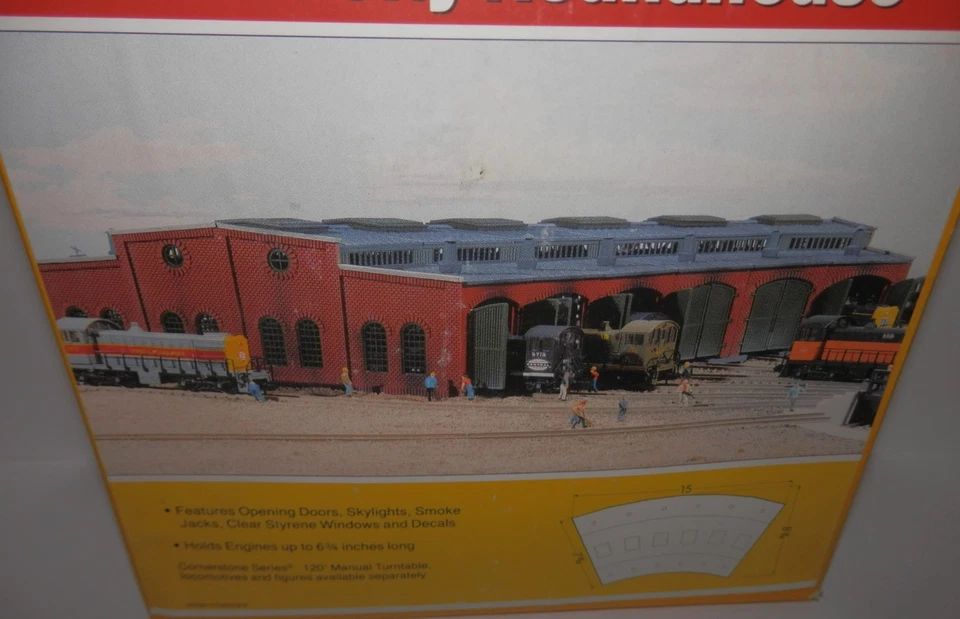 Roundhouse
• Features Opening Doors, Skylights, Smoke
Jacks, Clear Styrene Windows and Decals
• Holds Engines up to 6¾ inches long
Cornerstone Series® 120' Manual Turntable,
locomotives and figures available separately.
15